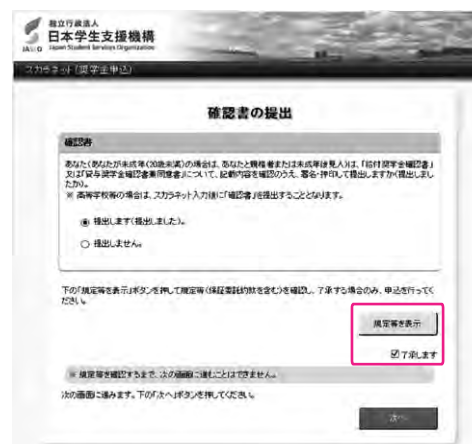 独立行政法人
日本学生支援機構
JASSO Japan Student Services Organization
スカラネット(奨学金申込)
確認書の提出
確認書
あなた(あなたが未成年(20歳未満)の場合は、あなたと親権者または未成年後見人)は、「給付奨学金確認書」
又は「貸与奨学金確認書兼同意書」について、記載内容を確認のうえ、署名・押印して提出しますか(提出しまし
たか)。
※ 高等学校等の場合は、スカラネット入力後に「確認書」を提出することとなります。
提出します(提出しました)。
提出しません。
下の「規定等を表示」ボタンを押して規定等(保証委託約款を含む)を確認し、了承する場合のみ、申込を行ってく
ださい。
規定等を表示
了承します
※ 規定等を確認するまで、次の画面に進むことはできません。
次の画面に進みます。下の「次へ」ボタンを押してください。
次へ